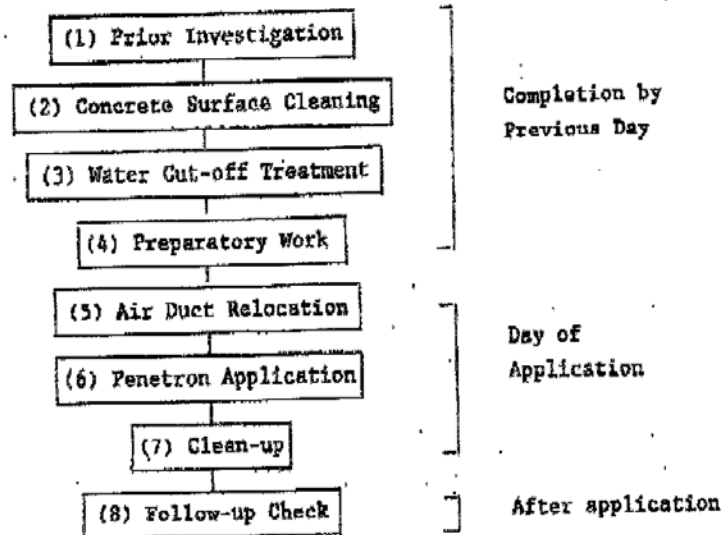 (1) Prior Investigation
(2) Concrete Surface Cleaning
Completion by
Previous Day
(3) Water Cut-off Treatment
(4) Preparatory Work
(5) Air Duct Relocation
Day of
Application
(6) Penetron Application
(7) Clean-up
(8) Follow-up Check
After application